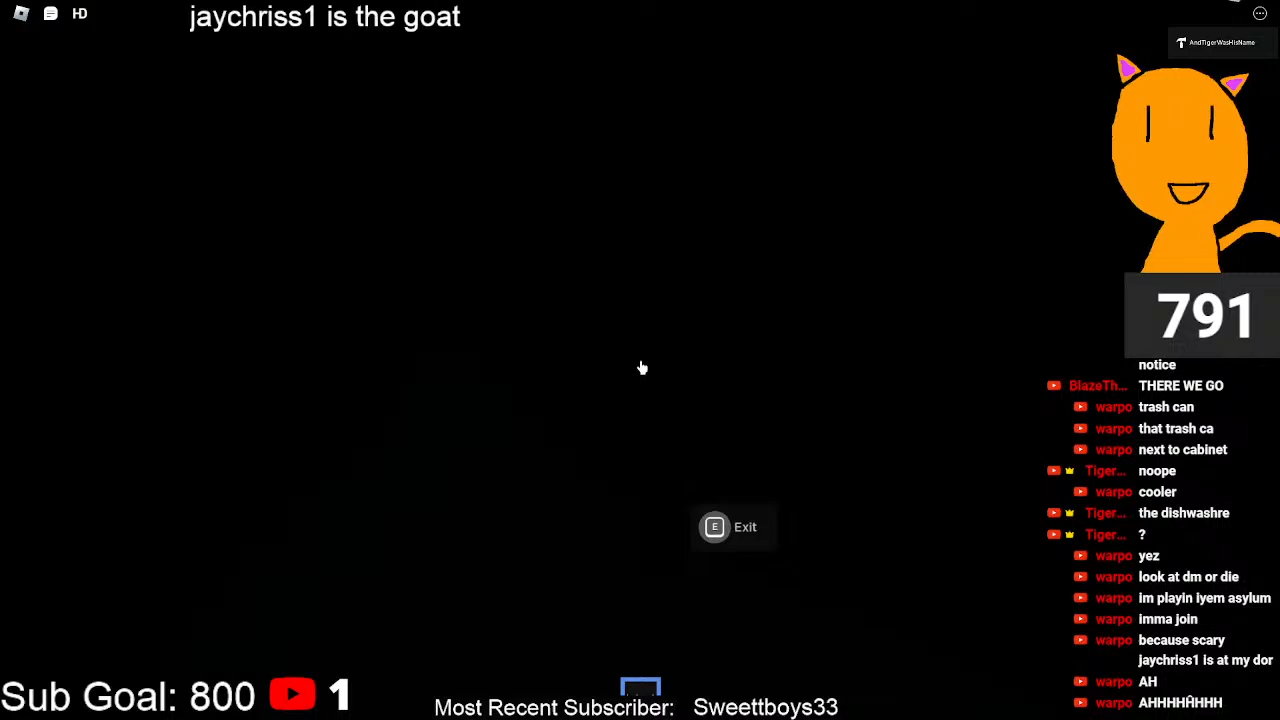 HD
jaychriss1 is the goat
AndTigerWasHisName
791
notice
BlazeTh... THERE WE GO
warpo trash can
warpo that trash ca
warpo next to cabinet
Tiger... noope
warpo cooler
Tiger... the dishwashre
Tiger... ?
warpo yez
warpo look at dm or die
warpo im playin iyem asylum
warpo imma join
warpo because scary
jaychriss1 is at my dor
warpo AH
warpo AHHHHÂHHH
E Exit
Sub Goal: 800 1
Most Recent Subscriber: Sweettboys33